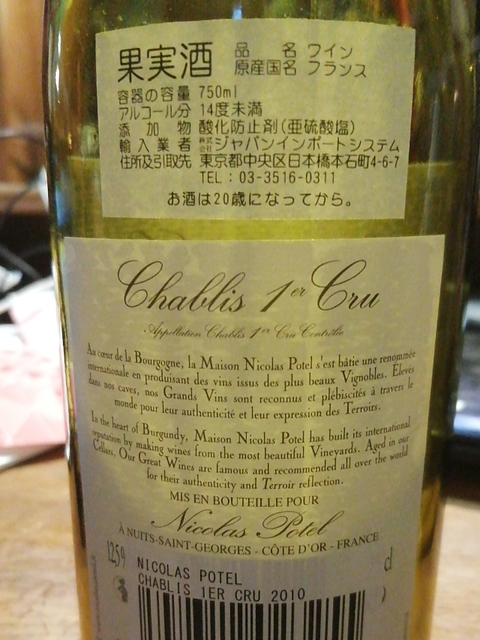 果実酒 品名 ワイン
原産国名 フランス
容器の容量 750ml
アルコール分 14度未満
添加物 酸化防止剤(亜硫酸塩)
輸入業者 株式会社ジャパンインポートシステム
住所及引取先 東京都中央区日本橋本石町4-6-7
TEL:03-3516-0311
お酒は20歳になってから。
Chablis 1er Cru
Appellation Chablis 1er Cru Contrôlée
Au cœur de la Bourgogne, la Maison Nicolas Potel s'est bâtie une renommée
internationale en produisant des vins issus des plus beaux Vignobles. Élevés
dans nos caves, nos Grands Vins sont reconnus et plébiscités à travers le
monde pour leur authenticité et leur expression des Terroirs.
In the heart of Burgundy, Maison Nicolas Potel has built its international
reputation by making wines from the most beautiful Vineyards. Aged in our
Cellars, Our Great Wines are famous and recommended all over the world
for their authenticity and Terroir reflection.
MIS EN BOUTEILLE POUR
Nicolas Potel
À NUITS-SAINT-GEORGES - CÔTE D'OR - FRANCE
NICOLAS POTEL
CHABLIS 1ER CRU 2010